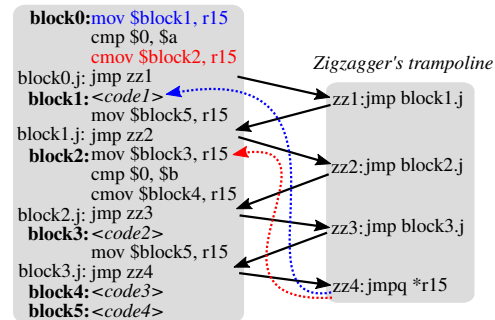 block0:mov $block1, r15
cmp $0, $a
cmov $block2, r15
block0.j: jmp zz1
block1:<code1>
mov $block5, r15
block1.j: jmp zz2
block2:mov $block3, r15
cmp $0, $b
cmov $block4, r15
block2.j: jmp zz3
block3:<code2>
mov $block5, r15
block3.j: jmp zz4
block4:<code3>
block5:<code4>
Zigzagger's trampoline
zz1:jmp block1.j
zz2:jmp block2.j
zz3:jmp block3.j
zz4:jmpq *r15